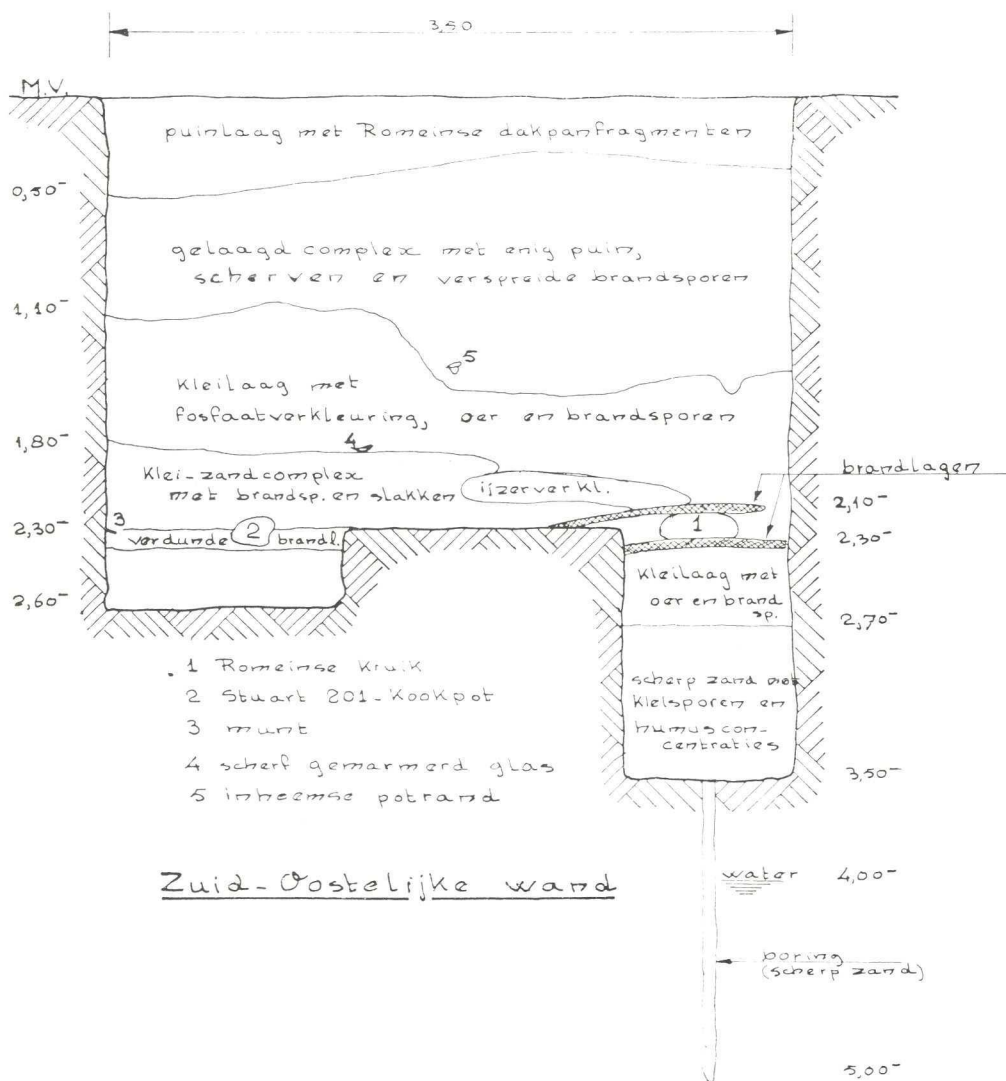 3,50
M.V.
puinlaag met Romeinse dakpanfragmenten
0,50-
gelaagd complex met enig puin,
scherven en verspreide brandsporen
1,10-
5
Kleilaag met
fosfaatverkleuring, oer en brandsporen
1,80-
4
Klei-zandcomplex
met brandsp. en slakken
ijzerverkl.
brandlagen
2,10-
3
2,30-
verdunde 2 brandl.
1
2,30-
Kleilaag met
oer en brand
sp.
2,60-
2,70-
1 Romeinse Kruik
2 Stuart 201-Kookpot
3 munt
4 scherf gemarmerd glas
5 inheemse potrand
scherp zand met
kleisporen en
humuscon-
centraties
3,50-
Zuid-Oostelijke wand
water 4,00-
boring
(scherp zand)
5,00-